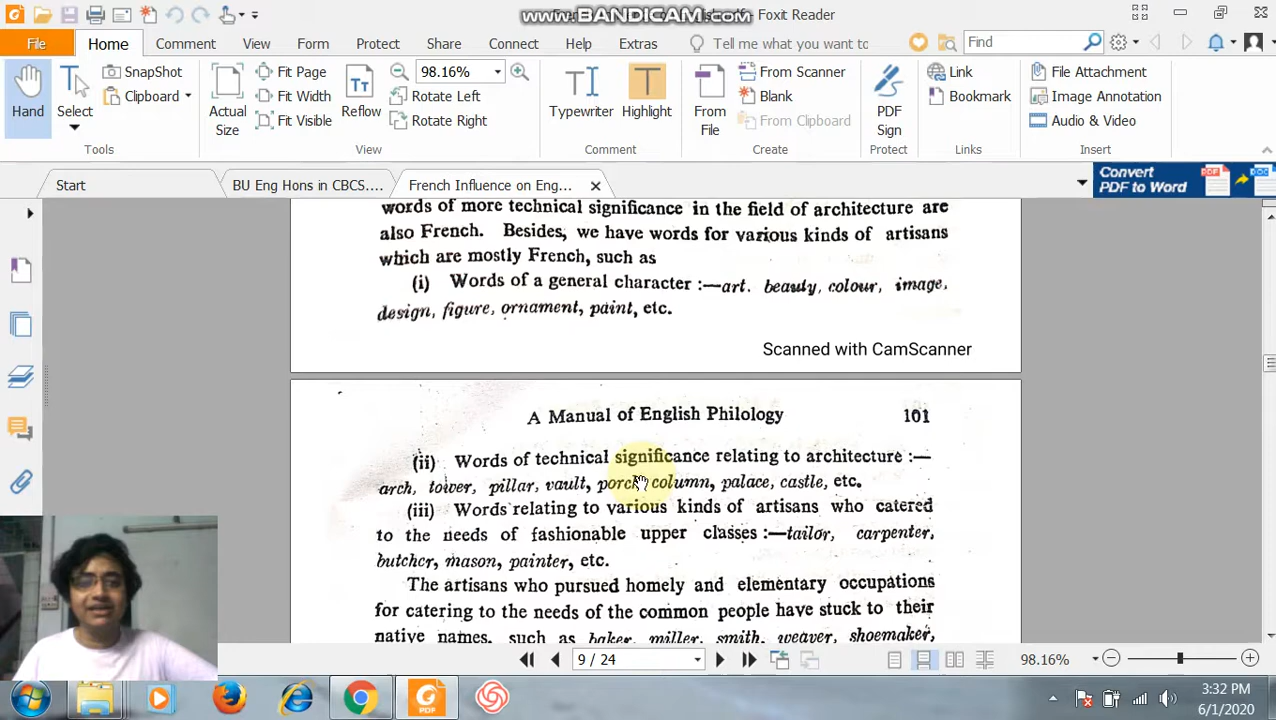 www.BANDICAM.com
Foxit Reader
File Home Comment View Form Protect Share Connect Help Extras Tell me what you want to Find
Hand
Select
SnapShot
Clipboard
Tools
Actual Size
Fit Page
Fit Width
Fit Visible
Reflow
98.16%
Rotate Left
Rotate Right
View
Typewriter
Highlight
Comment
From File
From Scanner
Blank
From Clipboard
Create
PDF Sign
Protect
Link
Bookmark
Links
File Attachment
Image Annotation
Audio & Video
Insert
Start BU Eng Hons in CBCS.... French Influence on Eng...
Convert
PDF to Word
words of more technical significance in the field of architecture are
also French. Besides, we have words for various kinds of artisans
which are mostly French, such as
(i) Words of a general character :—art. beauty, colour, image,
design, figure, ornament, paint, etc.
Scanned with CamScanner
A Manual of English Philology 101
(ii) Words of technical significance relating to architecture :—
arch, tower, pillar, vault, porch, column, palace, castle, etc.
(iii) Words relating to various kinds of artisans who catered
to the needs of fashionable upper classes :—tailor, carpenter,
butcher, mason, painter, etc.
The artisans who pursued homely and elementary occupations
for catering to the needs of the common people have stuck to their
native names, such as baker, miller, smith, weaver, shoemaker,
9 / 24
98.16%
3:32 PM
6/1/2020